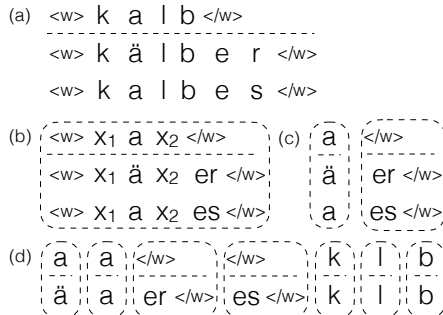 (a) <w> k a l b </w>
<w> k ä l b e r </w>
<w> k a l b e s </w>
(b) <w> x₁ a x₂ </w> (c) a </w>
<w> x₁ ä x₂ er </w> ä er </w>
<w> x₁ a x₂ es </w> a es </w>
(d) a a </w> </w> k l b
ä a er </w> es </w> k l b